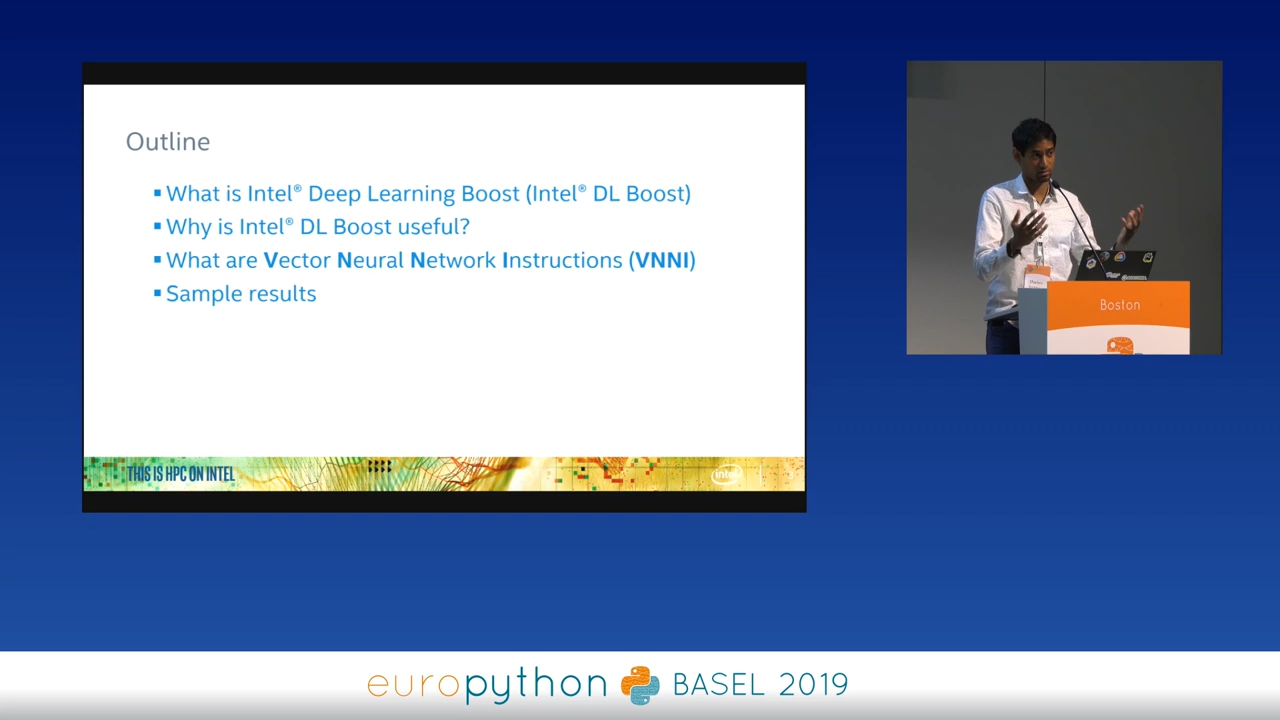 Outline
▪ What is Intel® Deep Learning Boost (Intel® DL Boost)
▪ Why is Intel® DL Boost useful?
▪ What are Vector Neural Network Instructions (VNNI)
▪ Sample results
THIS IS HPC ON INTEL
intel
3
Boston
europython BASEL 2019